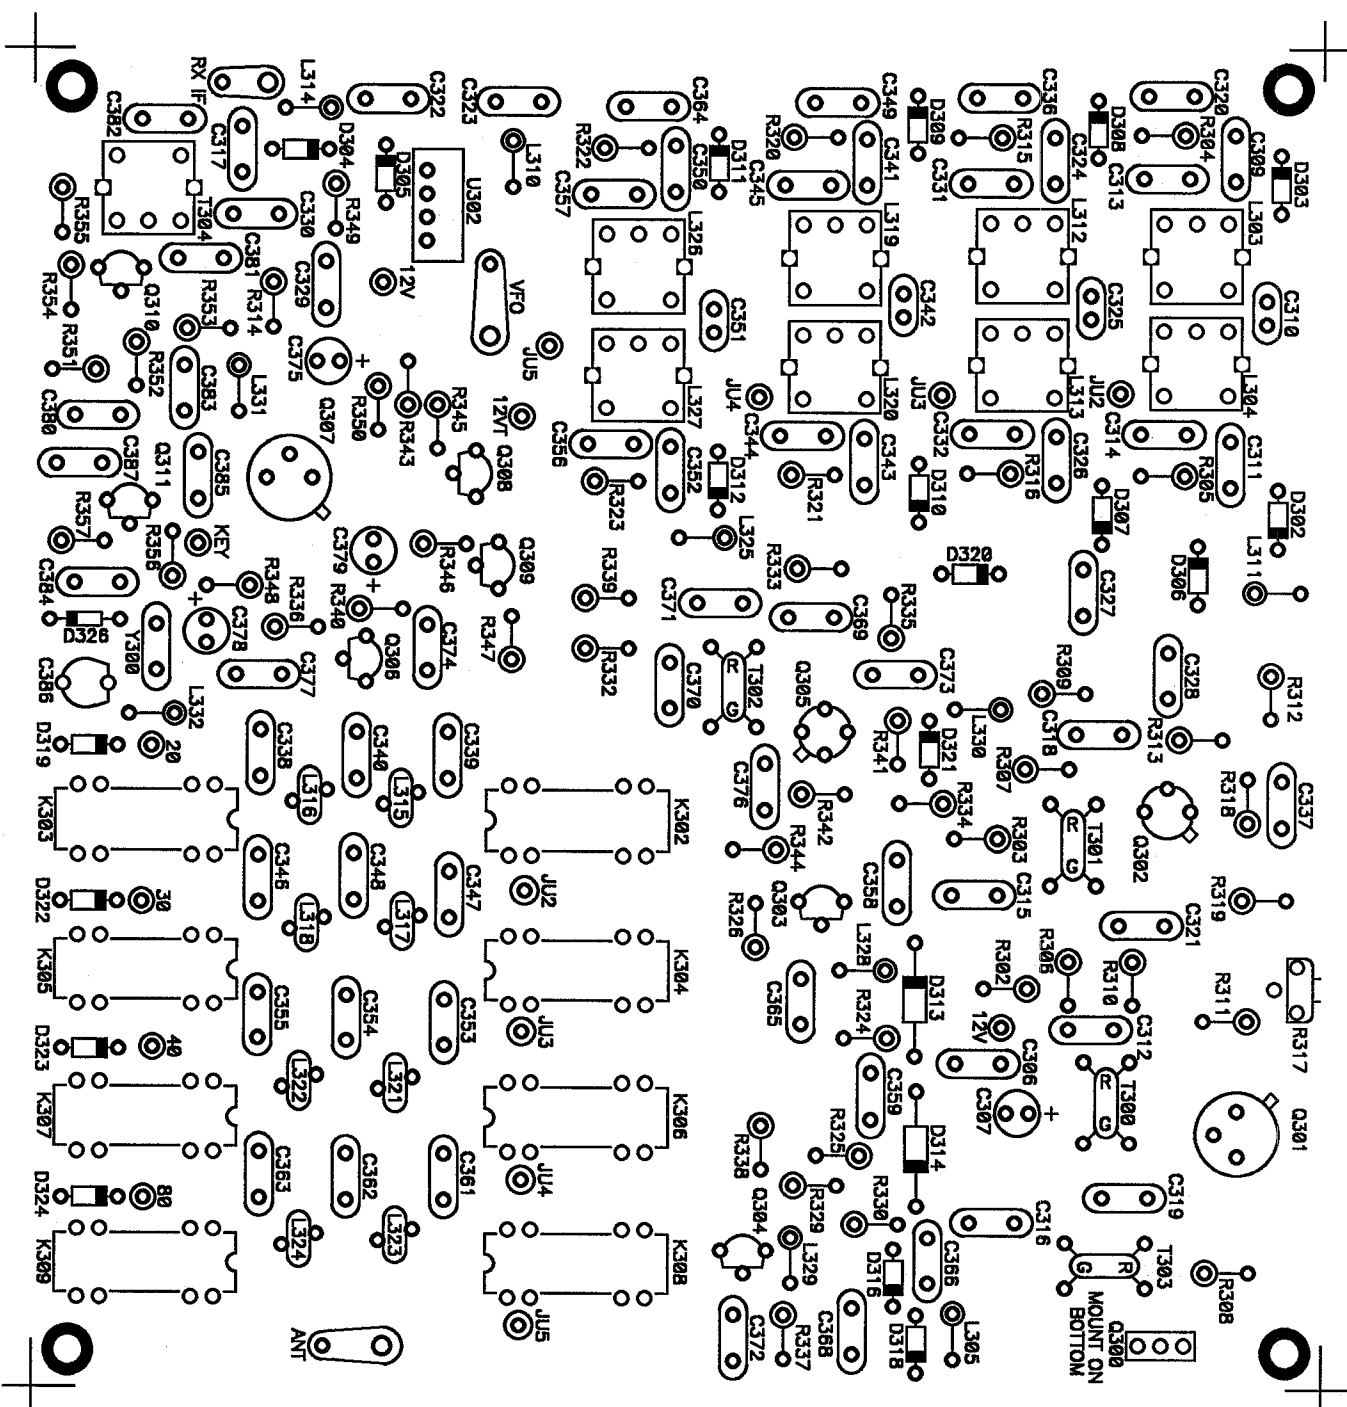 RX IF
L314
C322
C323
C364
C349
D309
C336
D308
C320
C382
C317
D304
D305
U302
L310
R322
C350
D311
R320
C341
R315
C324
R304
C309
D303
R355
T304
C330
R349
C357
C345
C331
C313
L326
L319
L312
L303
R354
Q310
C381
R314
C329
12V
VFO
C351
C342
C325
C310
R351
R352
R353
C383
L331
C375
+
R350
R343
R345
12VT
JU5
L327
JU4
L320
JU3
L313
JU2
L304
C380
C387
Q311
C385
Q307
Q308
C356
C352
D312
C344
C343
C332
C326
C314
C311
R357
R356
KEY
R323
R321
D310
R316
D307
R305
D302
C384
R348
C379
+
R346
Q309
R339
L325
C371
R333
D320
C327
D306
L311
D326
Y300
+
C378
R336
R340
Q306
C374
R347
R332
C369
R335
C386
C377
C370
T302
R
G
Q305
C373
R309
C328
R312
D319
L332
20
C338
C340
C339
R341
D321
L330
C318
R313
K303
L316
L315
K302
C376
R342
R344
R334
R307
R303
T301
R
G
Q302
R318
C337
D322
30
C346
C348
C347
JU2
R326
Q303
C358
C315
R319
K305
L318
L317
K304
L328
C321
R306
R310
R311
R317
C355
C354
C353
JU3
C365
R324
D313
R302
12V
C312
D323
40
K307
L322
L321
K306
C359
C306
C307
+
T300
R
G
Q301
D324
80
C363
C362
C361
JU4
R338
R325
D314
R329
R330
C316
C319
K309
L324
L323
K308
Q304
L329
D316
C366
T303
G
R
R308
JU5
ANT
C372
R337
C368
D318
L305
MOUNT ON
BOTTOM
Q300